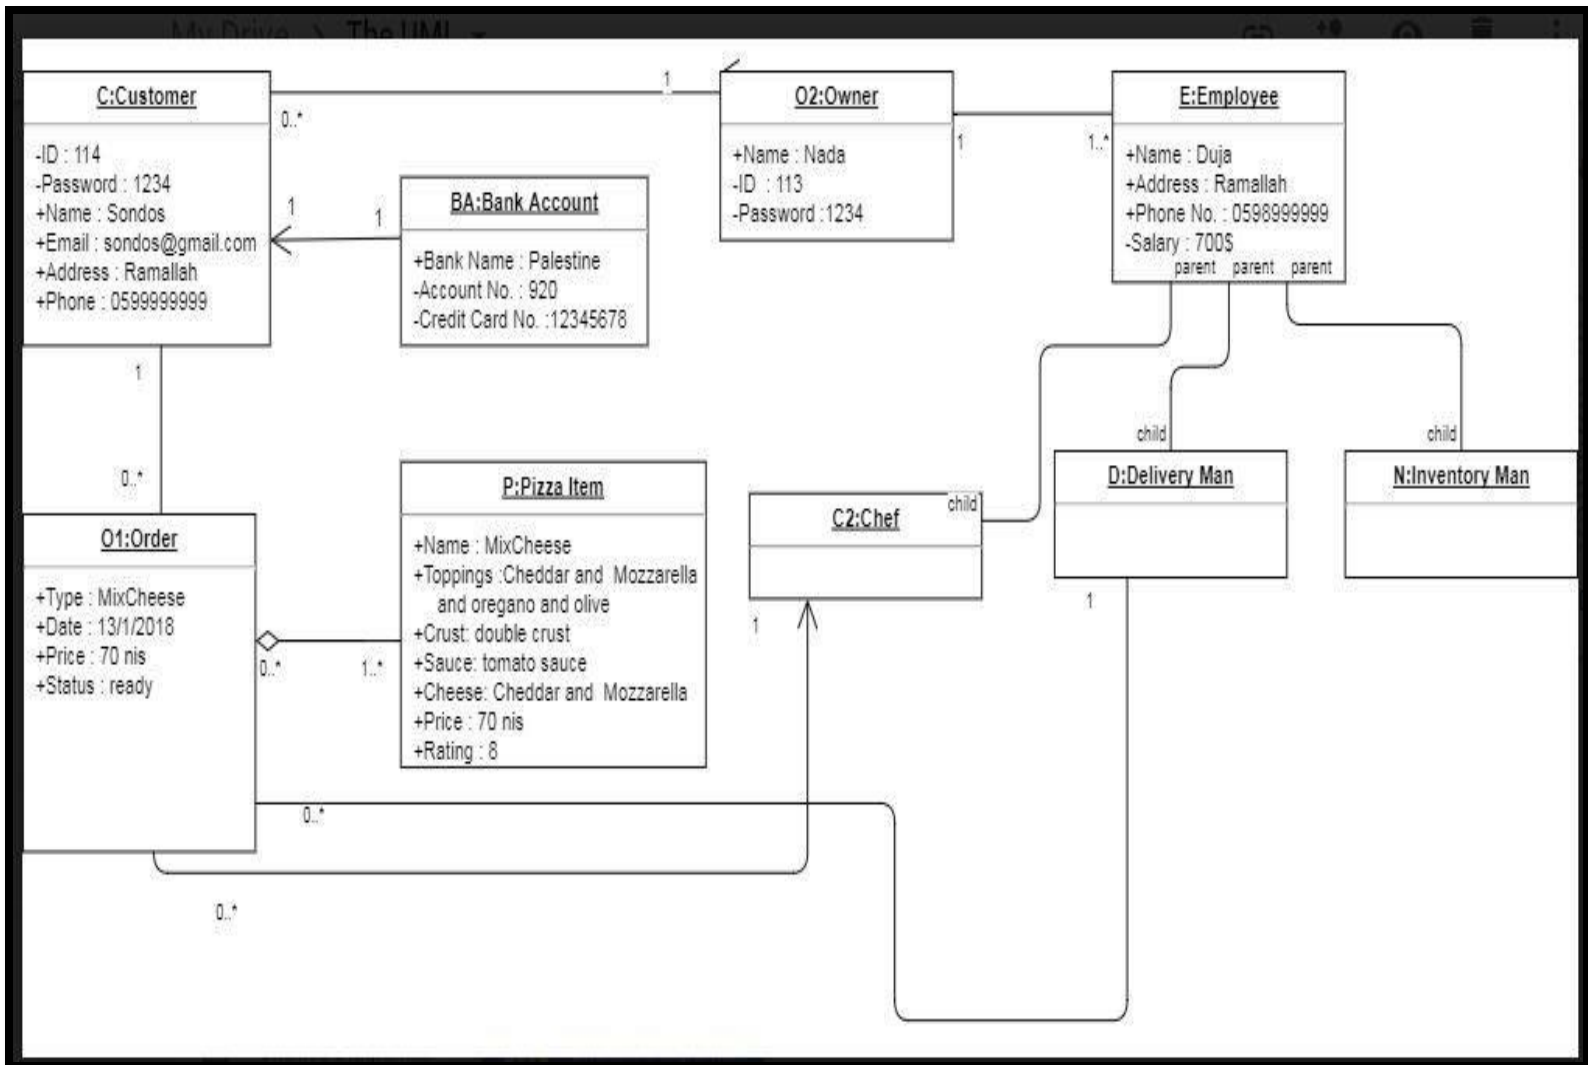 My Drive > The UML
C:Customer
-ID : 114
-Password : 1234
+Name : Sondos
+Email : sondos@gmail.com
+Address : Ramallah
+Phone : 0599999999
0..*
1
O2:Owner
+Name : Nada
-ID : 113
-Password :1234
1
1..*
E:Employee
+Name : Duja
+Address : Ramallah
+Phone No. : 0598999999
-Salary : 700$
parent parent parent
1
1
BA:Bank Account
+Bank Name : Palestine
-Account No. : 920
-Credit Card No. :12345678
1
0..*
O1:Order
+Type : MixCheese
+Date : 13/1/2018
+Price : 70 nis
+Status : ready
0..*
1..*
P:Pizza Item
+Name : MixCheese
+Toppings :Cheddar and Mozzarella
and oregano and olive
+Crust: double crust
+Sauce: tomato sauce
+Cheese: Cheddar and Mozzarella
+Price : 70 nis
+Rating : 8
child
C2:Chef
1
child
D:Delivery Man
1
child
N:Inventory Man
0..*
0..*